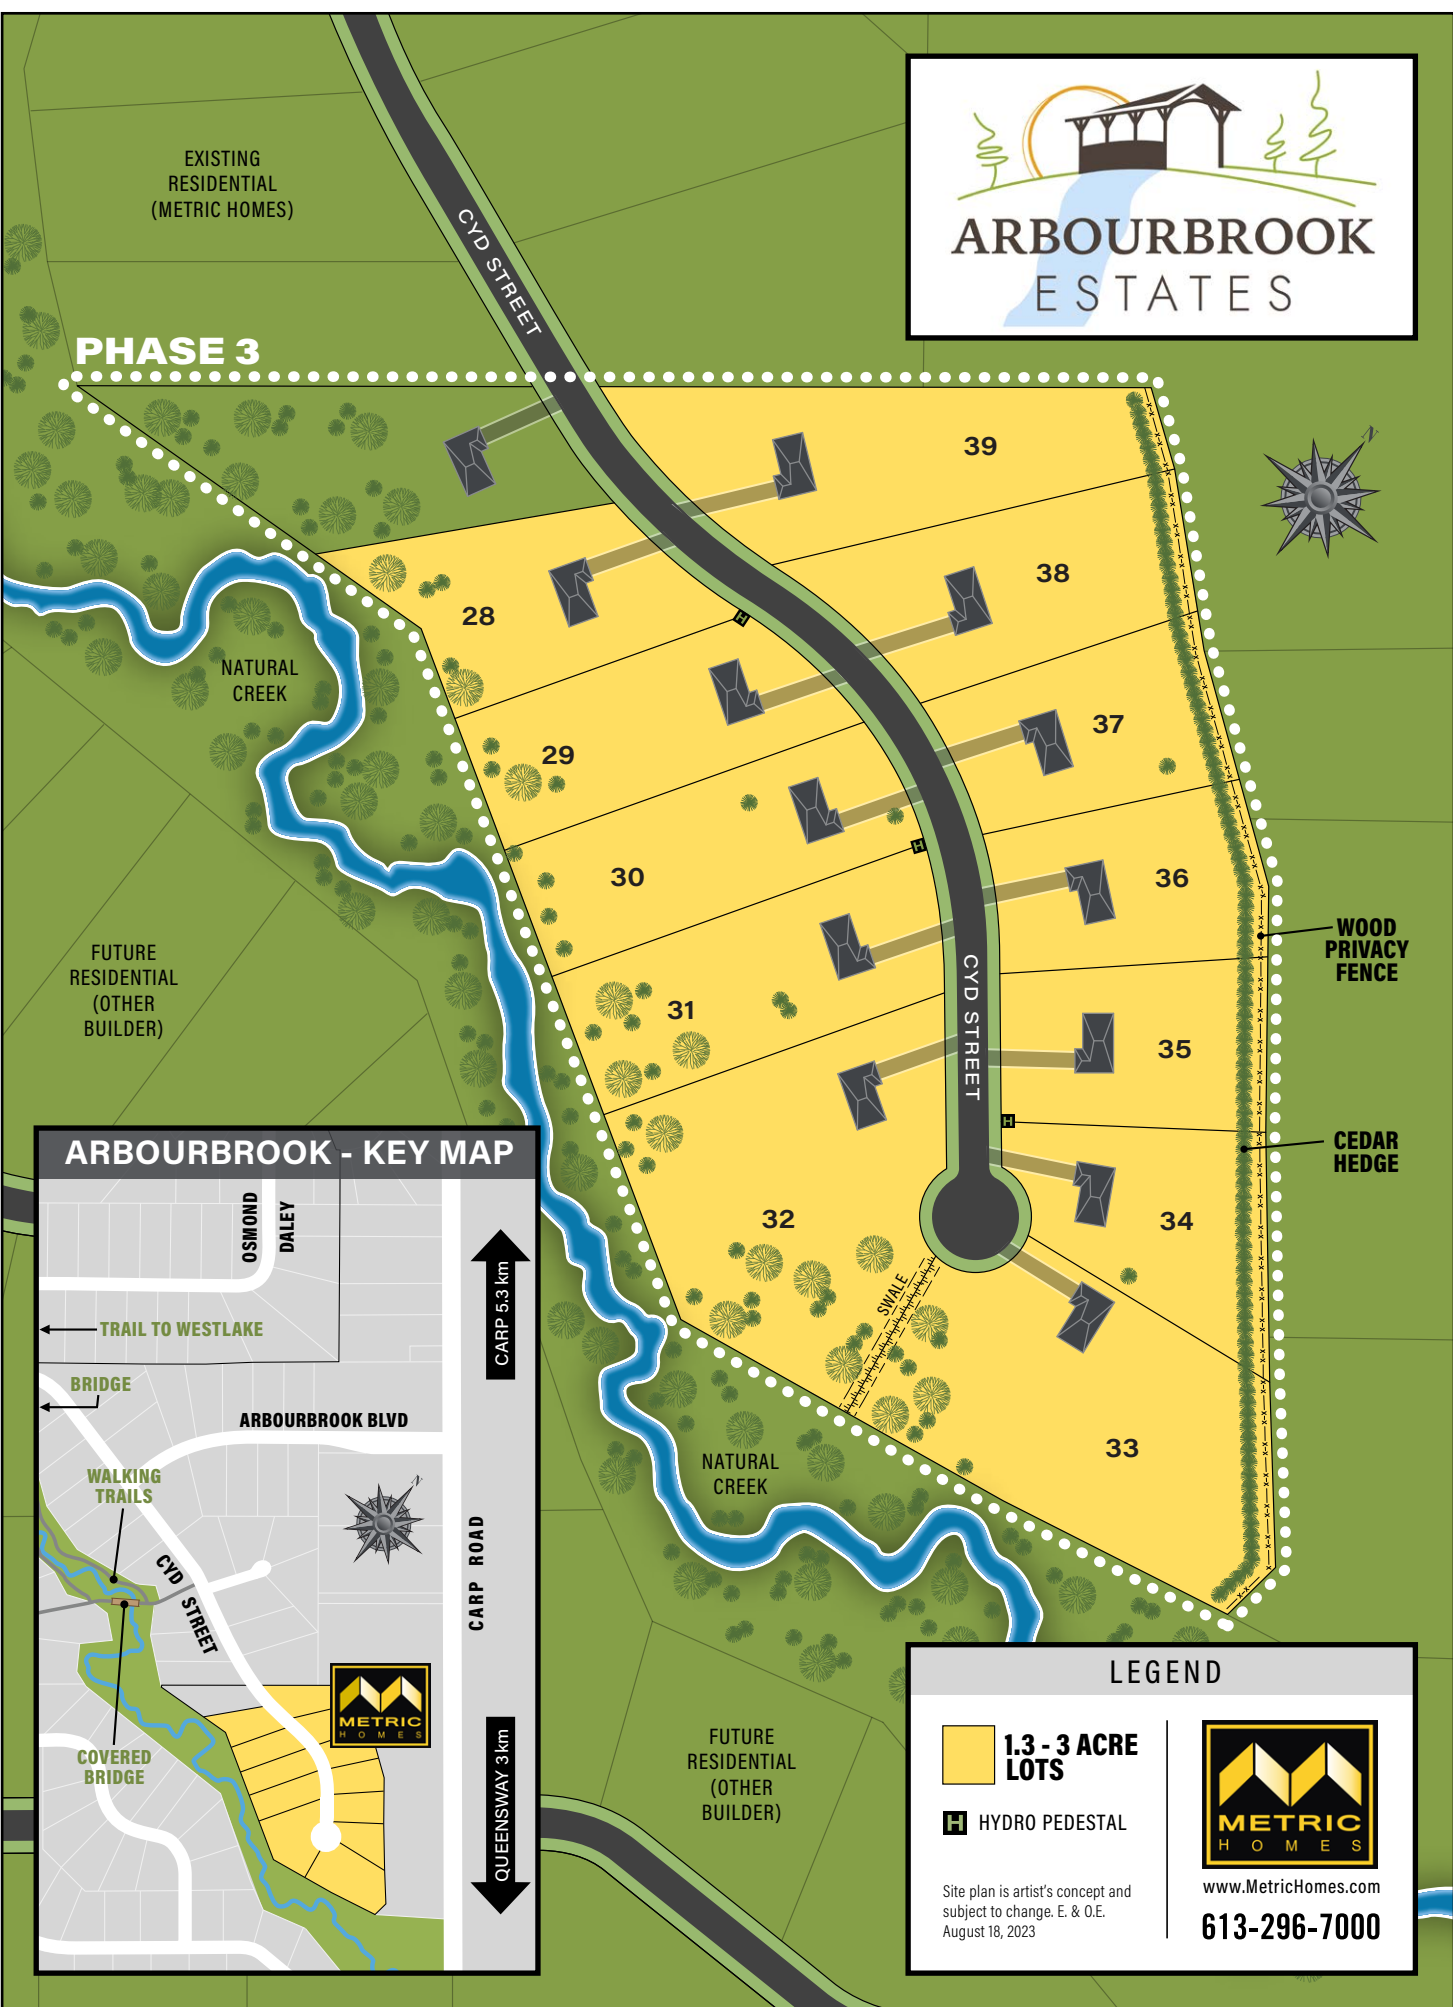 EXISTING
RESIDENTIAL
(METRIC HOMES)
CYD STREET
ARBOURBROOK
ESTATES
PHASE 3
N
39
38
28
NATURAL
CREEK
37
29
30
36
WOOD
PRIVACY
FENCE
FUTURE
RESIDENTIAL
(OTHER
BUILDER)
31
CYD STREET
35
H
H
H
CEDAR
HEDGE
32
34
SWALE
33
NATURAL
CREEK
FUTURE
RESIDENTIAL
(OTHER
BUILDER)
ARBOURBROOK - KEY MAP
OSMOND
DALEY
CARP 5.3 km
TRAIL TO WESTLAKE
BRIDGE
ARBOURBROOK BLVD
WALKING
TRAILS
N
CYD STREET
CARP ROAD
METRIC
HOMES
COVERED
BRIDGE
QUEENSWAY 3 km
LEGEND
1.3 - 3 ACRE
LOTS
H HYDRO PEDESTAL
Site plan is artist's concept and
subject to change. E. & O.E.
August 18, 2023
METRIC
HOMES
www.MetricHomes.com
613-296-7000